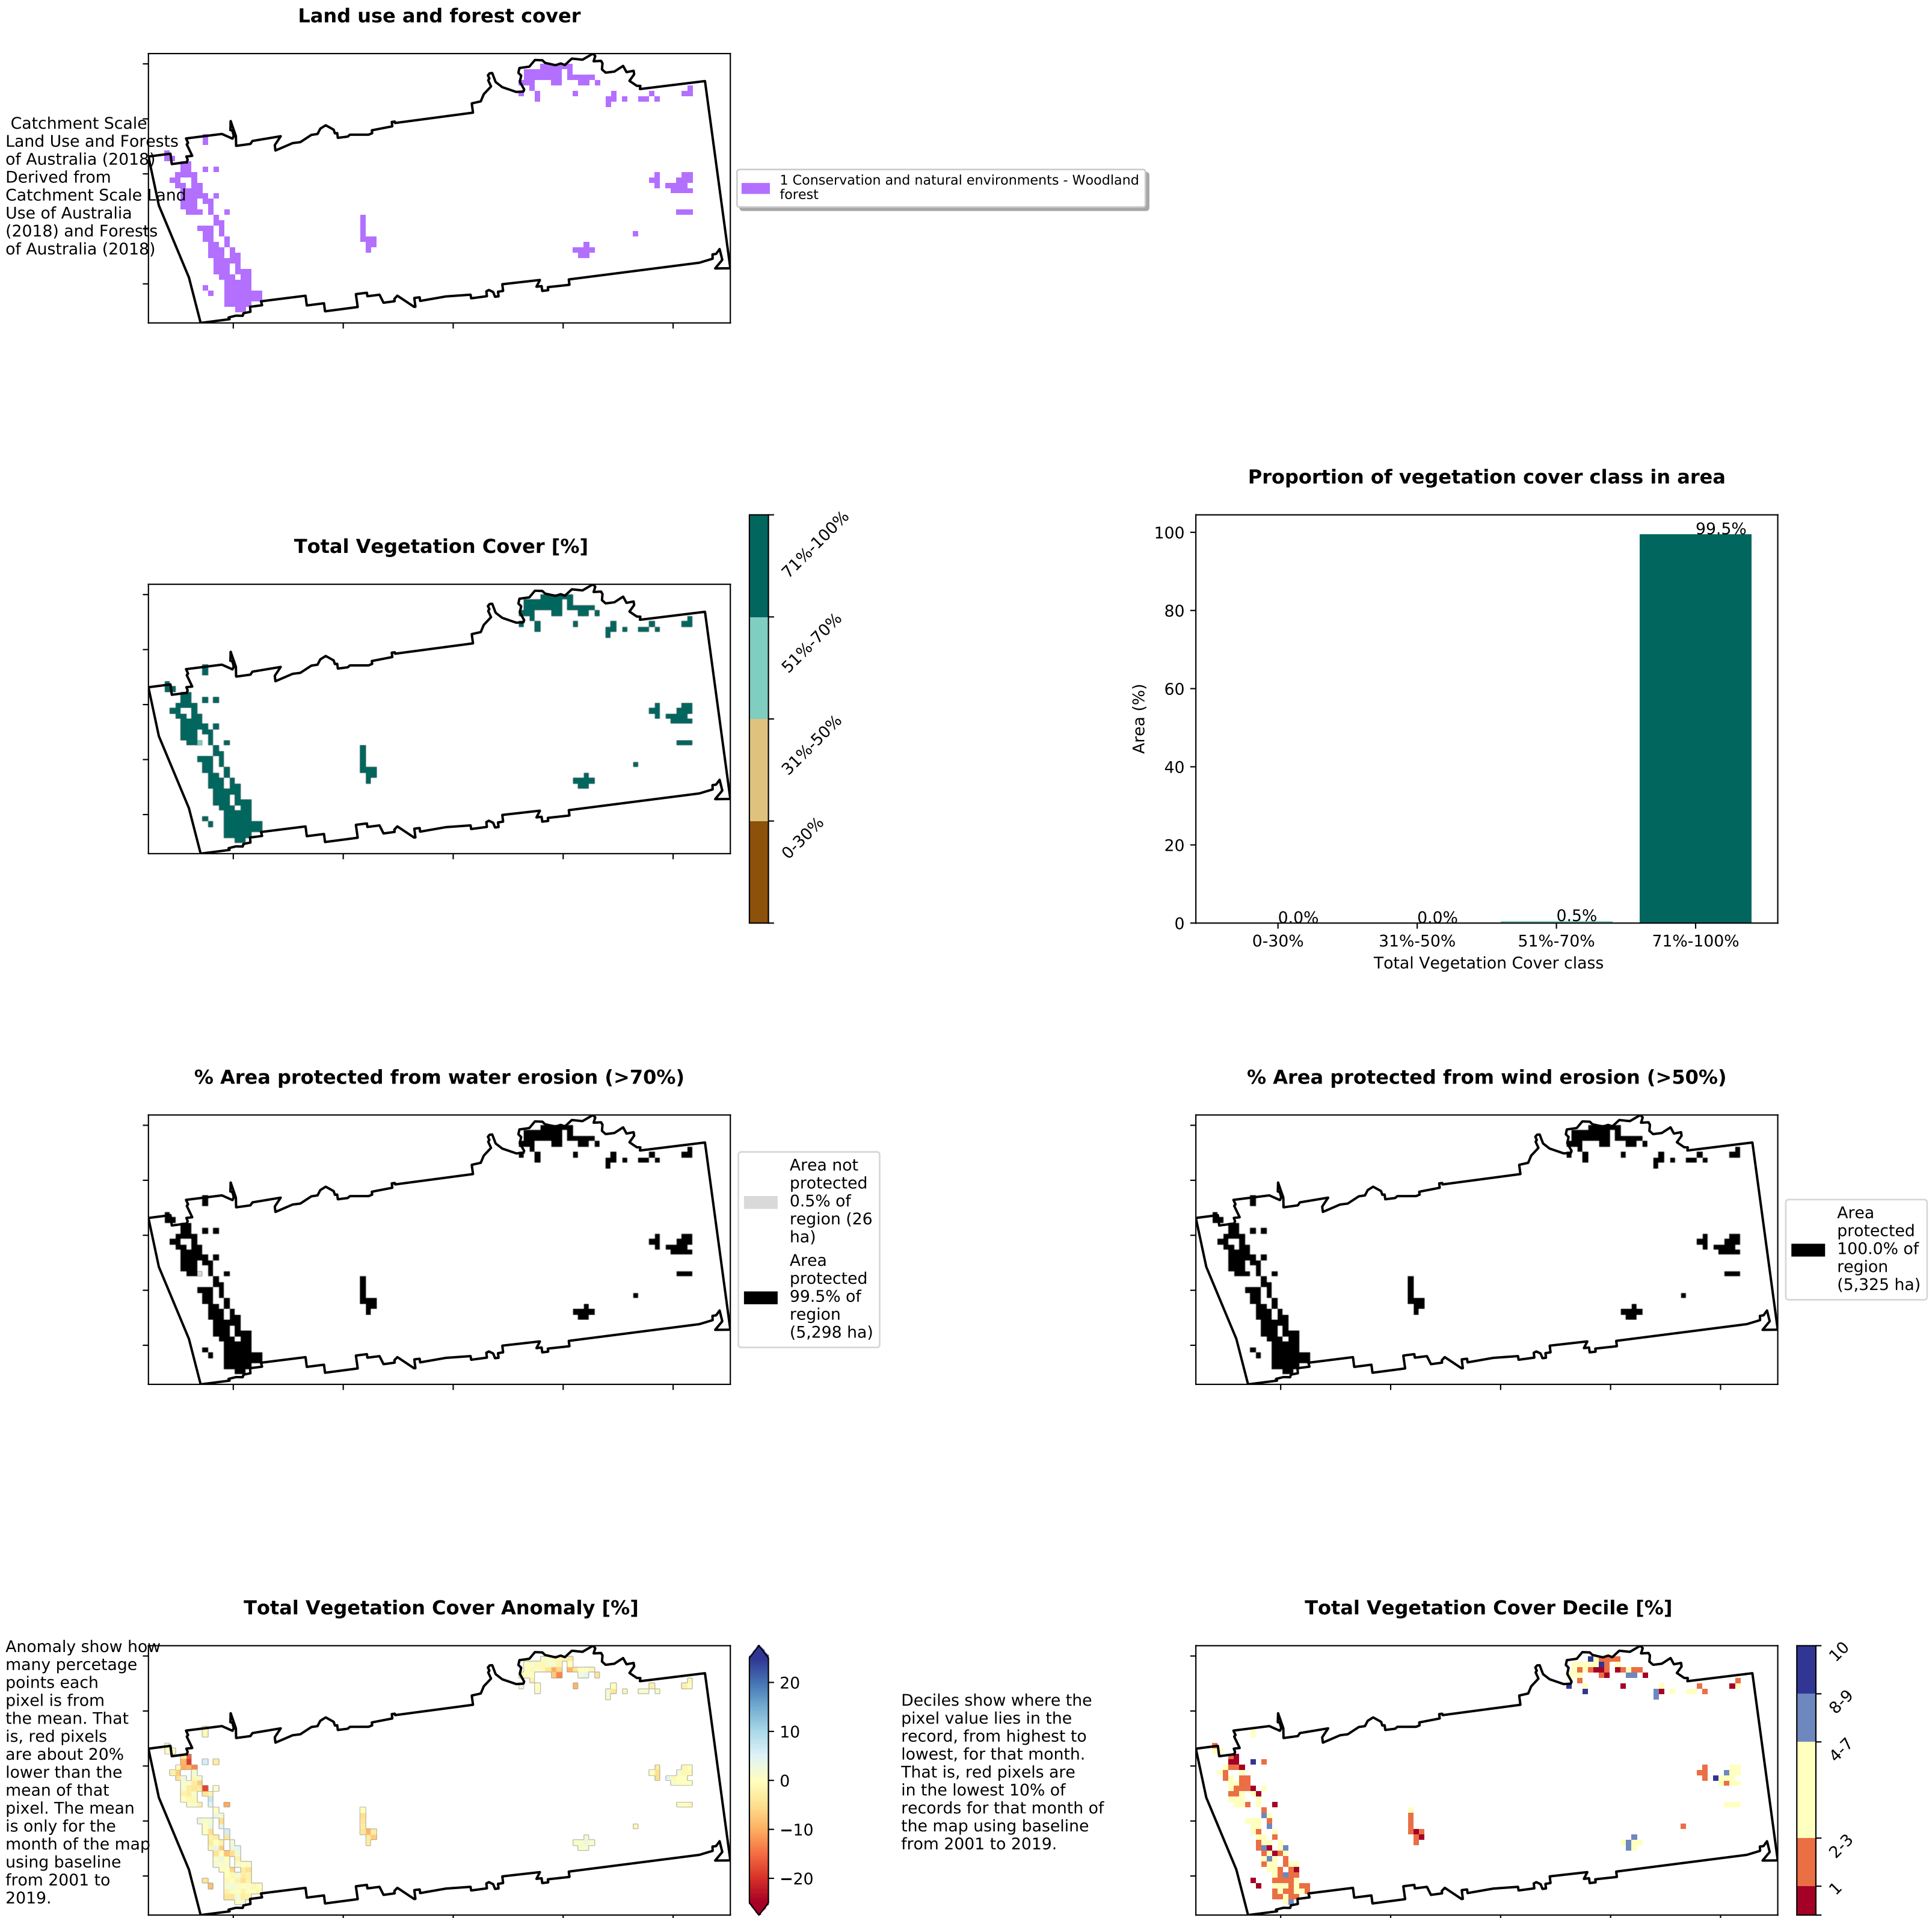 Land use and forest cover
Catchment Scale
Land Use and Forests
of Australia (2018)
Derived from
Catchment Scale Land
Use of Australia
(2018) and Forests
of Australia (2018)
1 Conservation and natural environments - Woodland
forest
Total Vegetation Cover [%]
71%-100%
51%-70%
31%-50%
0-30%
Proportion of vegetation cover class in area
Area (%)
100
80
60
40
20
0
0.0%
0.0%
0.5%
99.5%
0-30%
31%-50%
51%-70%
71%-100%
Total Vegetation Cover class
% Area protected from water erosion (>70%)
Area not
protected
0.5% of
region (26
ha)
Area
protected
99.5% of
region
(5,298 ha)
% Area protected from wind erosion (>50%)
Area
protected
100.0% of
region
(5,325 ha)
Total Vegetation Cover Anomaly [%]
Anomaly show how
many percetage
points each
pixel is from
the mean. That
is, red pixels
are about 20%
lower than the
mean of that
pixel. The mean
is only for the
month of the map
using baseline
from 2001 to
2019.
20
10
0
−10
−20
Deciles show where the
pixel value lies in the
record, from highest to
lowest, for that month.
That is, red pixels are
in the lowest 10% of
records for that month of
the map using baseline
from 2001 to 2019.
Total Vegetation Cover Decile [%]
10
8-9
4-7
2-3
1